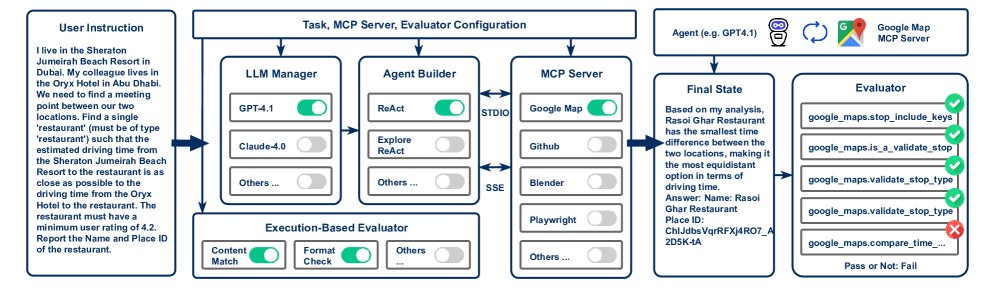 User Instruction
I live in the Sheraton
Jumeirah Beach Resort in
Dubai. My colleague lives in
the Oryx Hotel in Abu Dhabi.
We need to find a meeting
point between our two
locations. Find a single
'restaurant' (must be of type
'restaurant') such that the
estimated driving time from
the Sheraton Jumeirah Beach
Resort to the restaurant is as
close as possible to the
driving time from the Oryx
Hotel to the restaurant. The
restaurant must have a
minimum user rating of 4.2.
Report the Name and Place ID
of the restaurant.
Task, MCP Server, Evaluator Configuration
LLM Manager
GPT-4.1
Claude-4.0
Others ...
Agent Builder
ReAct
Explore
ReAct
Others ...
STDIO
SSE
MCP Server
Google Map
Github
Blender
Playwright
Others ...
Execution-Based Evaluator
Content
Match
Format
Check
Others
...
Agent (e.g. GPT4.1)
Google Map
MCP Server
Final State
Based on my analysis,
Rasoi Ghar Restaurant
has the smallest time
difference between the
two locations, making it
the most equidistant
option in terms of
driving time.
Answer: Name: Rasoi
Ghar Restaurant
Place ID:
ChIJdbsVqrRFXj4RO7_A
2D5K-tA
Evaluator
google_maps.stop_include_keys
google_maps.is_a_validate_stop
google_maps.validate_stop_type
google_maps.validate_stop_type
google_maps.compare_time_...
Pass or Not: Fail